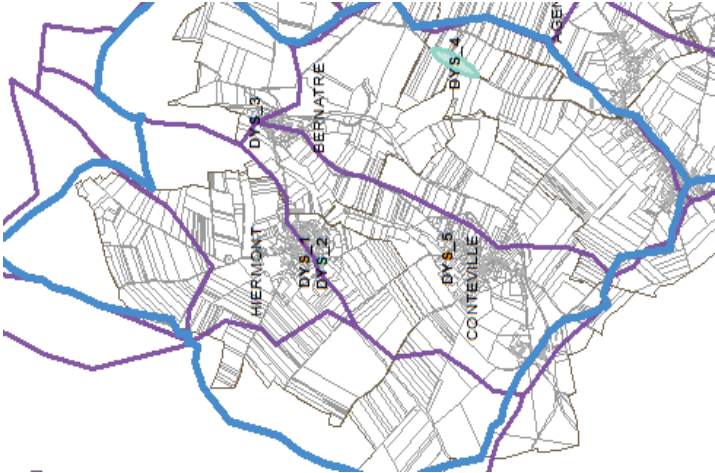 DYS_4
DYS_3
BERNATRE
HIERMONT
DYS_1
DYS_2
DYS_5
CONTEVILLE